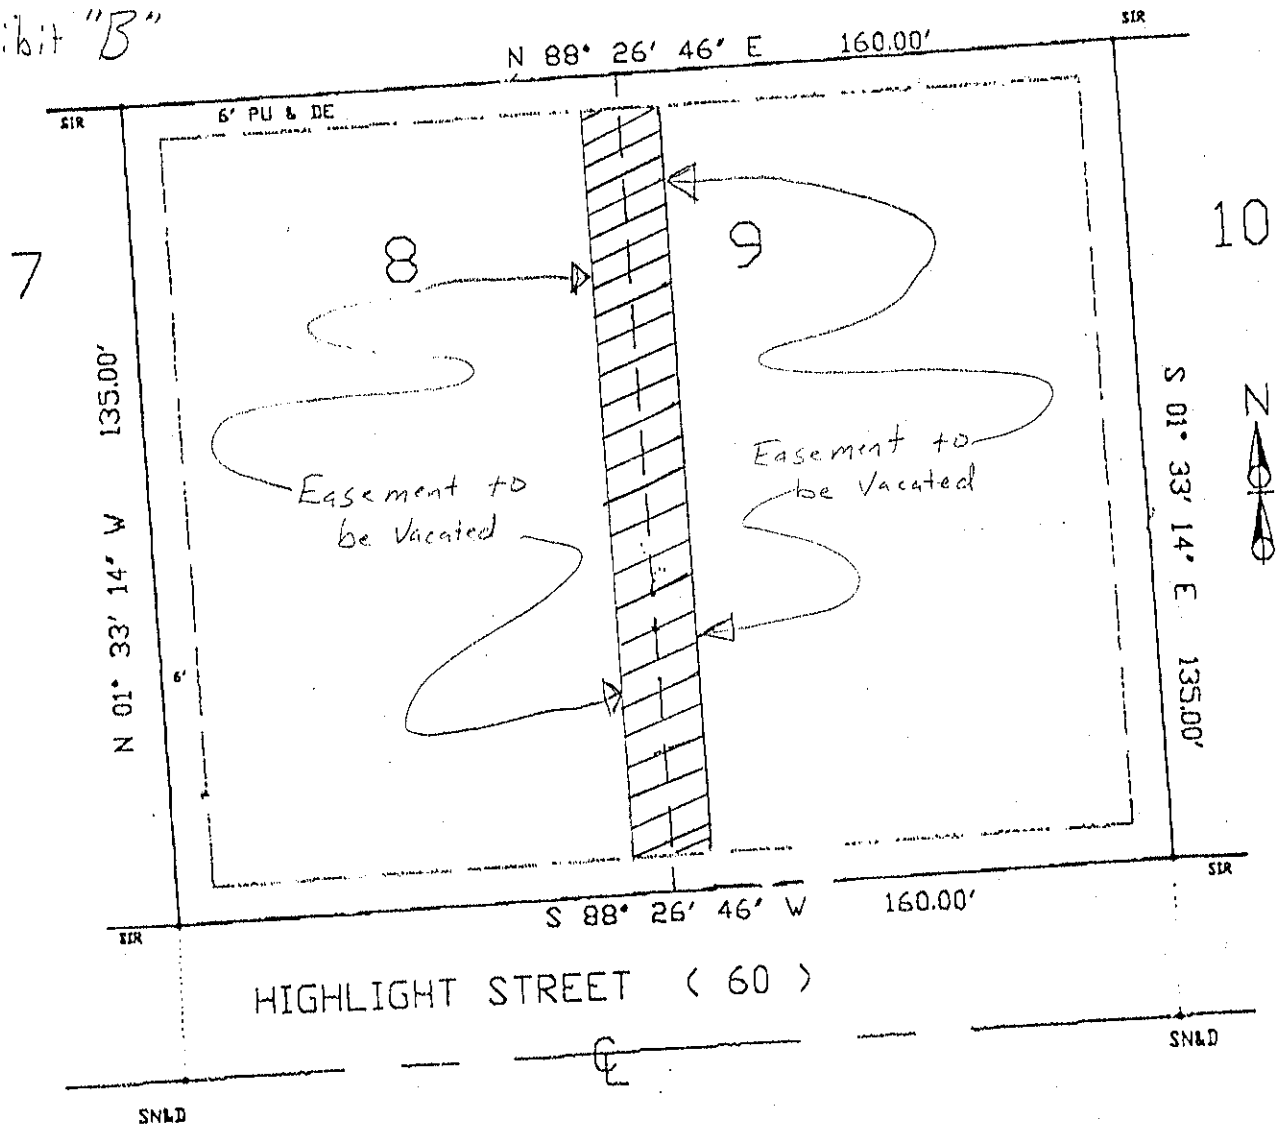 ibit "B"
SIR
N 88° 26' 46" E 160.00'
SIR
6' PU & DE
7
8
9
10
135.00'
N 01° 33' 14" W
S 01° 33' 14" E
135.00'
N
Easement to
be Vacated
Easement to
be Vacated
6'
SIR
S 88° 26' 46" W 160.00'
SIR
HIGHLIGHT STREET ( 60 )
CL
SN&D
SN&D